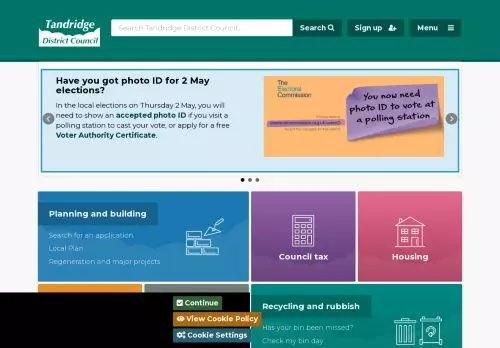 Tandridge
District Council
Search Tandridge District Council.
Search
Sign up
Menu
Have you got photo ID for 2 May
elections?
In the local elections on Thursday 2 May, you will
need to show an accepted photo ID if you visit a
polling station to cast your vote, or apply for a free
Voter Authority Certificate.
The
Electoral
Commission
You now need
photo ID to vote at
a polling station
Planning and building
Search for an application
Local Plan
Regeneration and major projects
Council tax
Housing
Continue
View Cookie Policy
Cookie Settings
Recycling and rubbish
Has your bin been missed?
Check my bin day